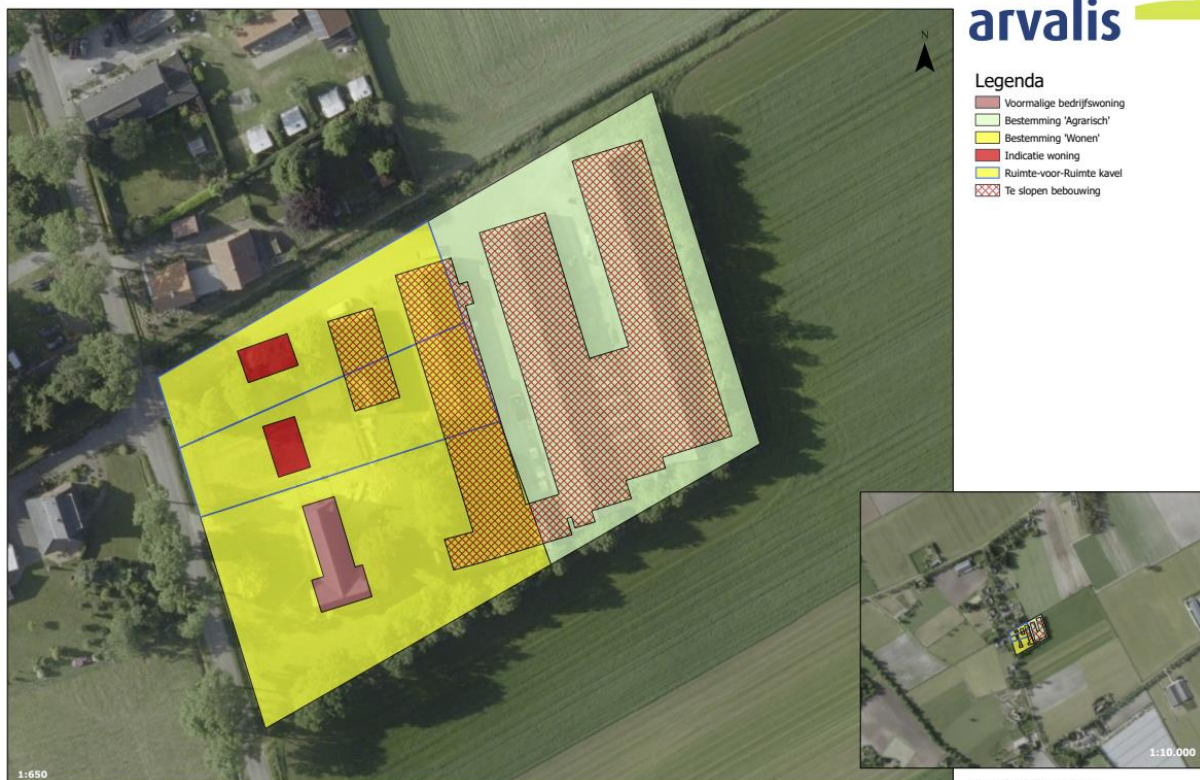 arvalis
N
Legenda
Voormalige bedrijfswoning
Bestemming 'Agrarisch'
Bestemming 'Wonen'
Indicatie woning
Ruimte-voor-Ruimte kavel
Te slopen bebouwing
1:650
1:10.000